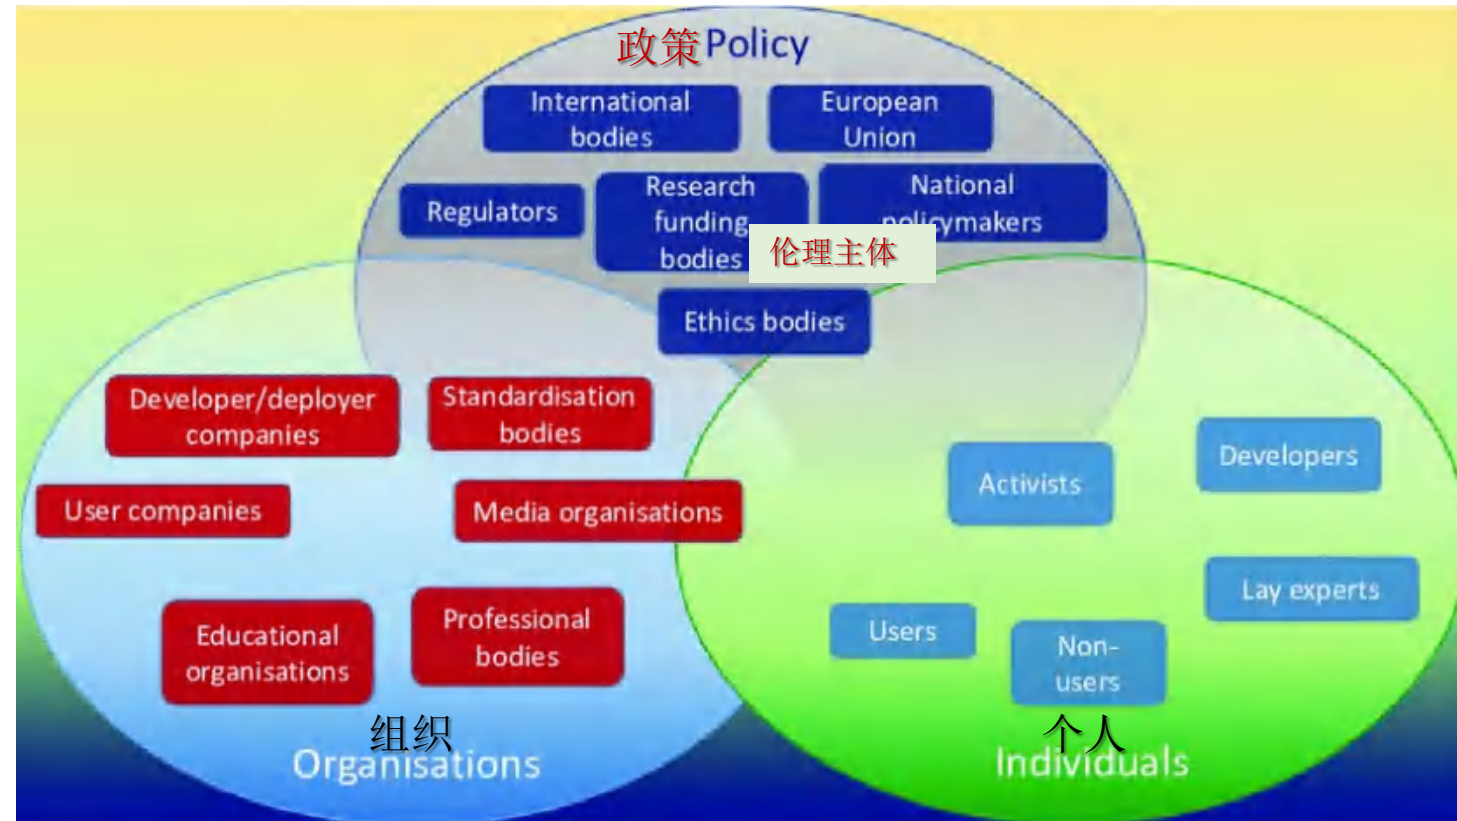 政策Policy
International
bodies
European
Union
Regulators
Research
funding
bodies
National
policymakers
伦理主体
Ethics bodies
Developer/deployer
companies
Standardisation
bodies
User companies
Media organisations
Educational
organisations
Professional
bodies
组织
Organisations
Activists
Developers
Lay experts
Users
Non-
users
个人
Individuals